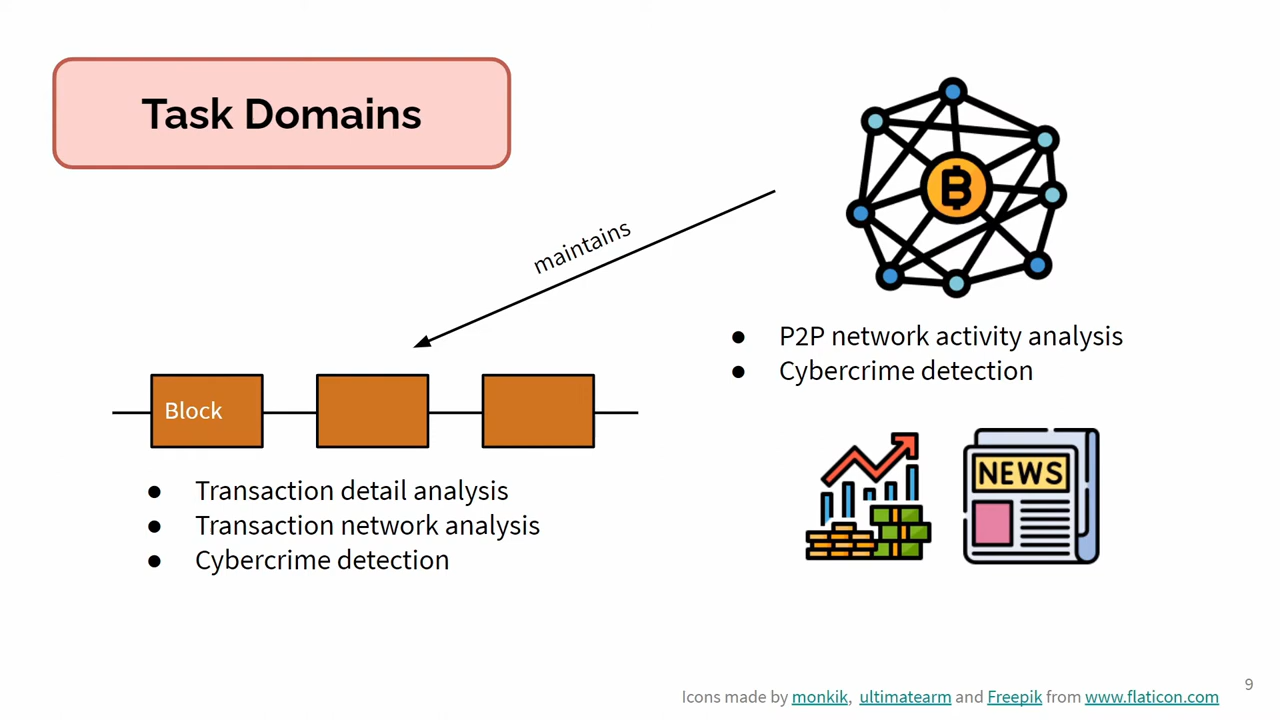 Task Domains
maintains
P2P network activity analysis
Cybercrime detection
Block
Transaction detail analysis
Transaction network analysis
Cybercrime detection
NEWS
Icons made by monkik, ultimatearm and Freepik from www.flaticon.com
9